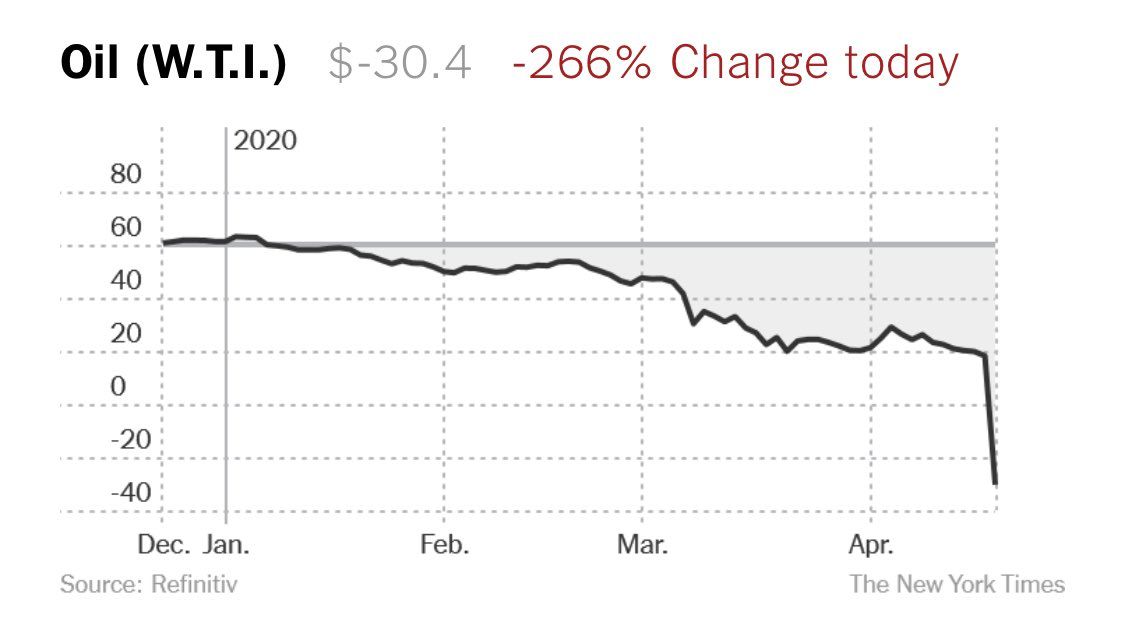 Oil (W.T.I.) $-30.4 -266% Change today
2020
80
60
40
20
0
-20
-40
Dec. Jan. Feb. Mar. Apr.
Source: Refinitiv The New York Times